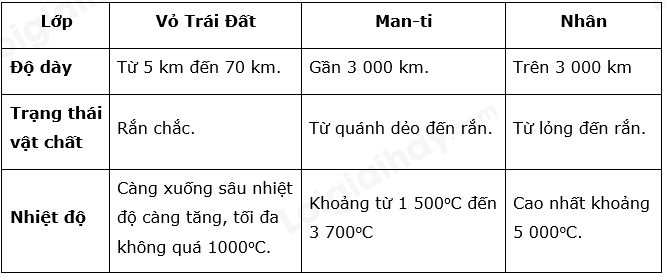 Lớp Vỏ Trái Đất Man-ti Nhân
Độ dày Từ 5 km đến 70 km. Gần 3 000 km. Trên 3 000 km
Trạng thái vật chất Rắn chắc. Từ quánh dẻo đến rắn. Từ lỏng đến rắn.
Nhiệt độ
Càng xuống sâu nhiệt
độ càng tăng, tối đa
không quá 1000ºC.
Khoảng từ 1 500ºC đến
3 700ºC
Cao nhất khoảng
5 000ºC.